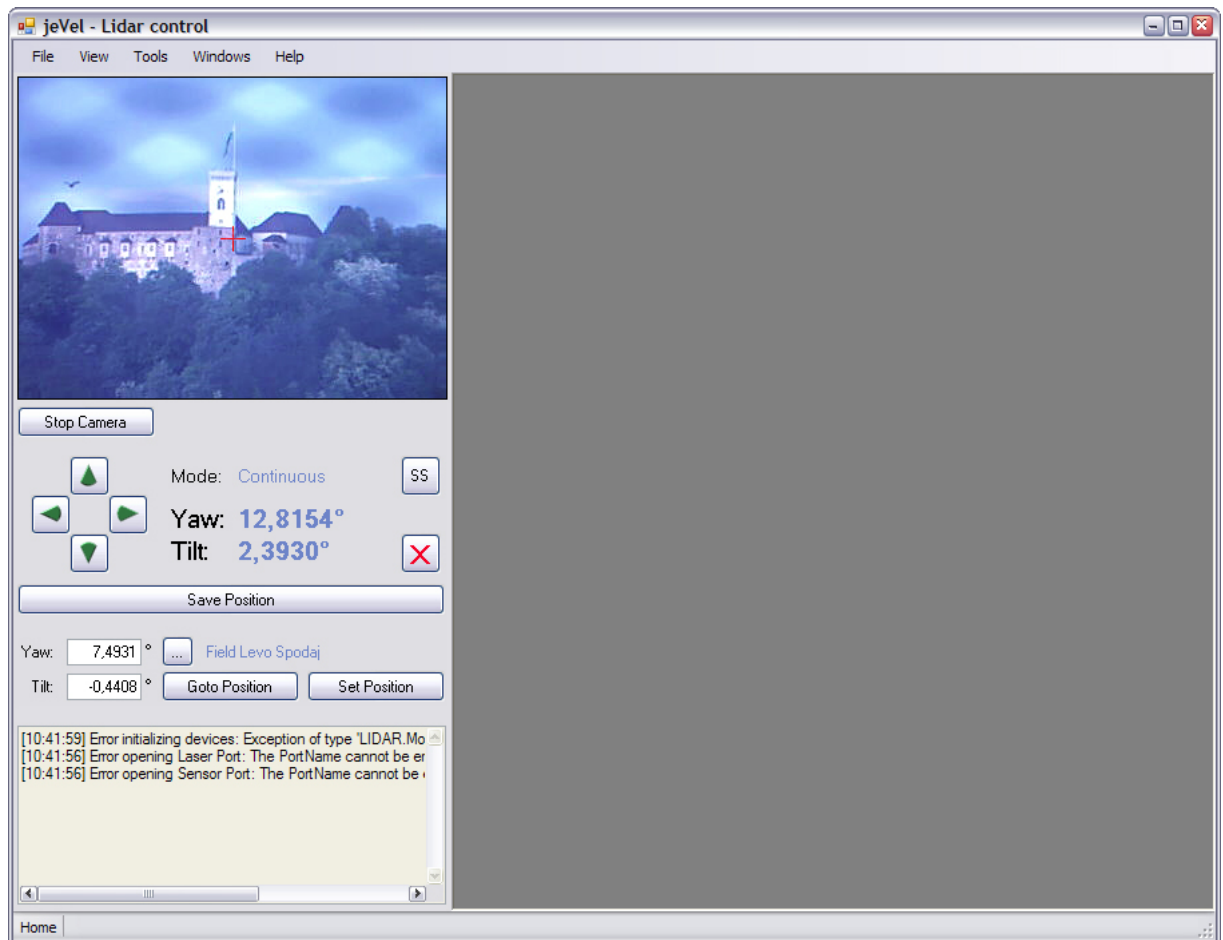 jeVel - Lidar control
File View Tools Windows Help
Stop Camera
Mode: Continuous SS
Yaw: 12,8154°
Tilt: 2,3930°
Save Position
Yaw: 7,4931 ° ... Field Levo Spodaj
Tilt: -0,4408 ° Goto Position Set Position
[10:41:59] Error initializing devices: Exception of type 'LIDAR.Mo
[10:41:56] Error opening Laser Port: The PortName cannot be er
[10:41:56] Error opening Sensor Port: The PortName cannot be
Home